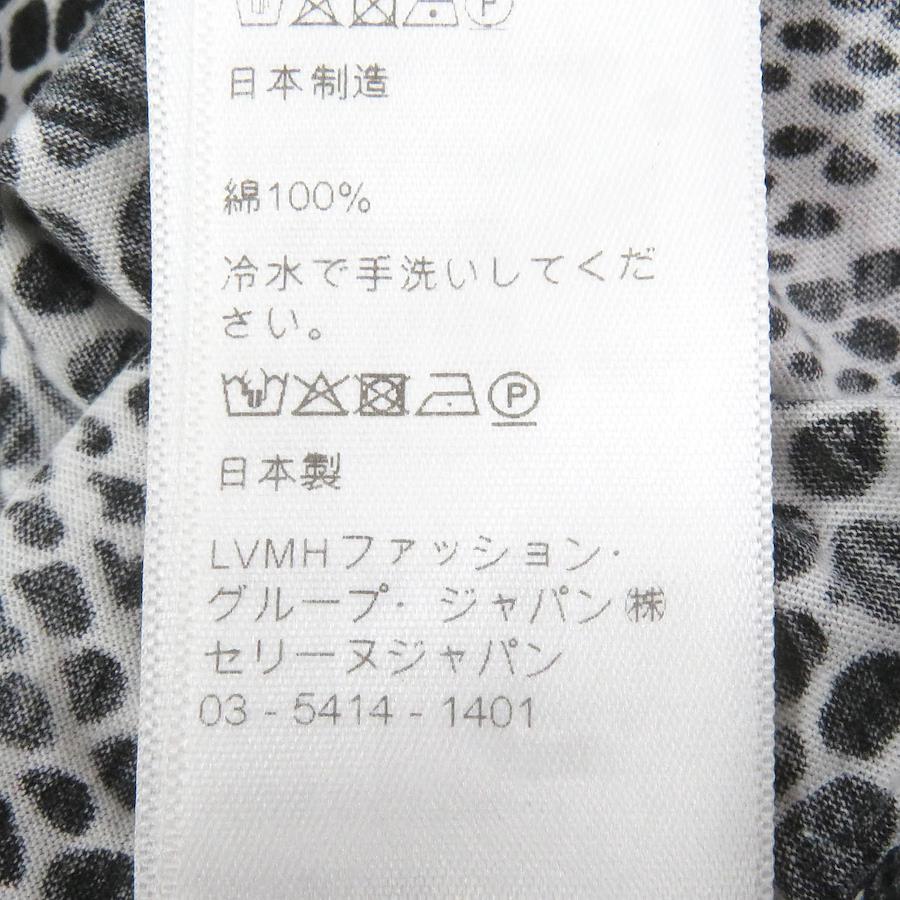 日本制造
綿100%
冷水で手洗いしてくだ
さい。
P
日本製
LVMHファッション·
グループ· ジャパン㈱
セリーヌジャパン
03 - 5414 - 1401